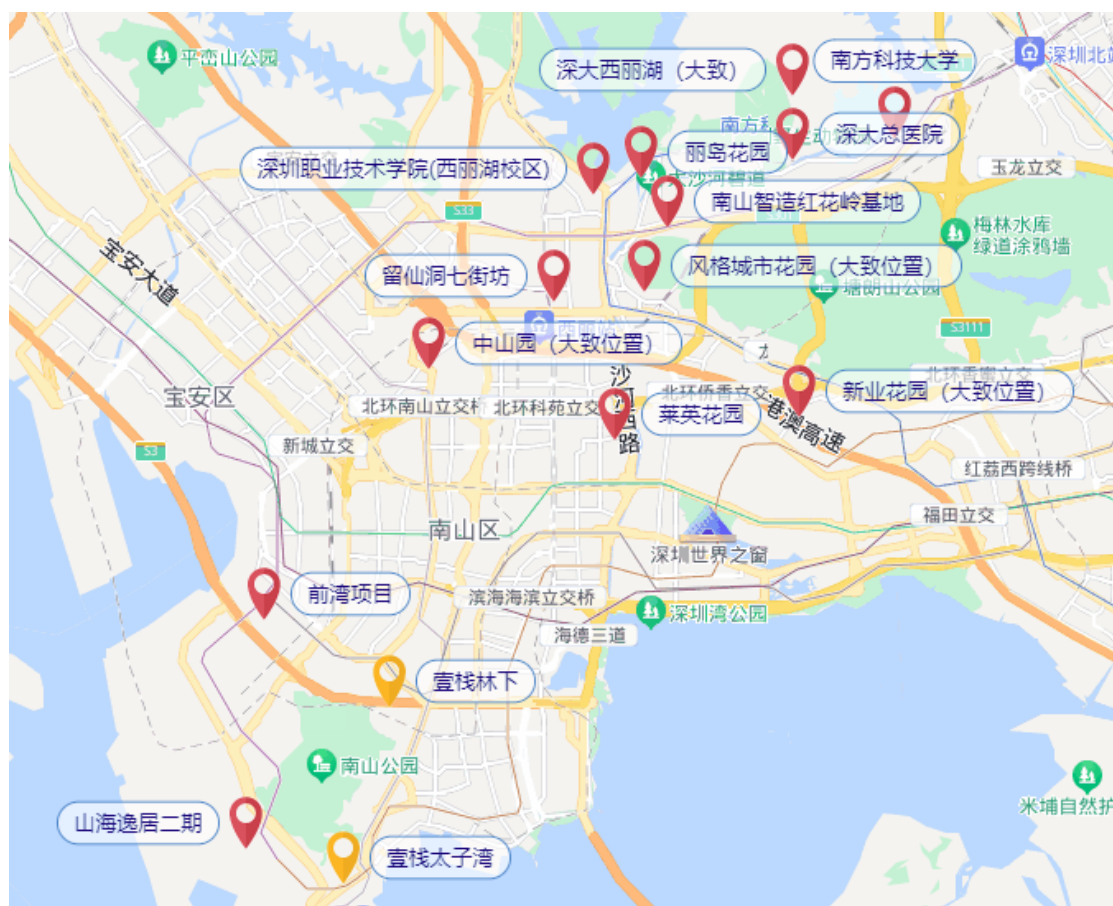 平峦山公园
深圳北站
深大西丽湖（大致）
南方科技大学
深大总医院
丽岛花园
深圳职业技术学院(西丽湖校区)
大沙河碧道
玉龙立交
南山智造红花岭基地
S33
梅林水库
绿道涂鸦墙
宝安大道
留仙洞七街坊
风格城市花园（大致位置）
塘朗山公园
西丽
S3111
中山园（大致位置）
宝安区
沙河西路
北环侨香立交
北环香蜜立交
新业花园（大致位置）
北环南山立交桥
北环科苑立交
莱英花园
港澳高速
新城立交
S3
红荔西跨线桥
南山区
福田立交
深圳世界之窗
前湾项目
滨海海滨立交桥
深圳湾公园
海德三道
壹栈林下
南山公园
山海逸居二期
米埔自然护
壹栈太子湾